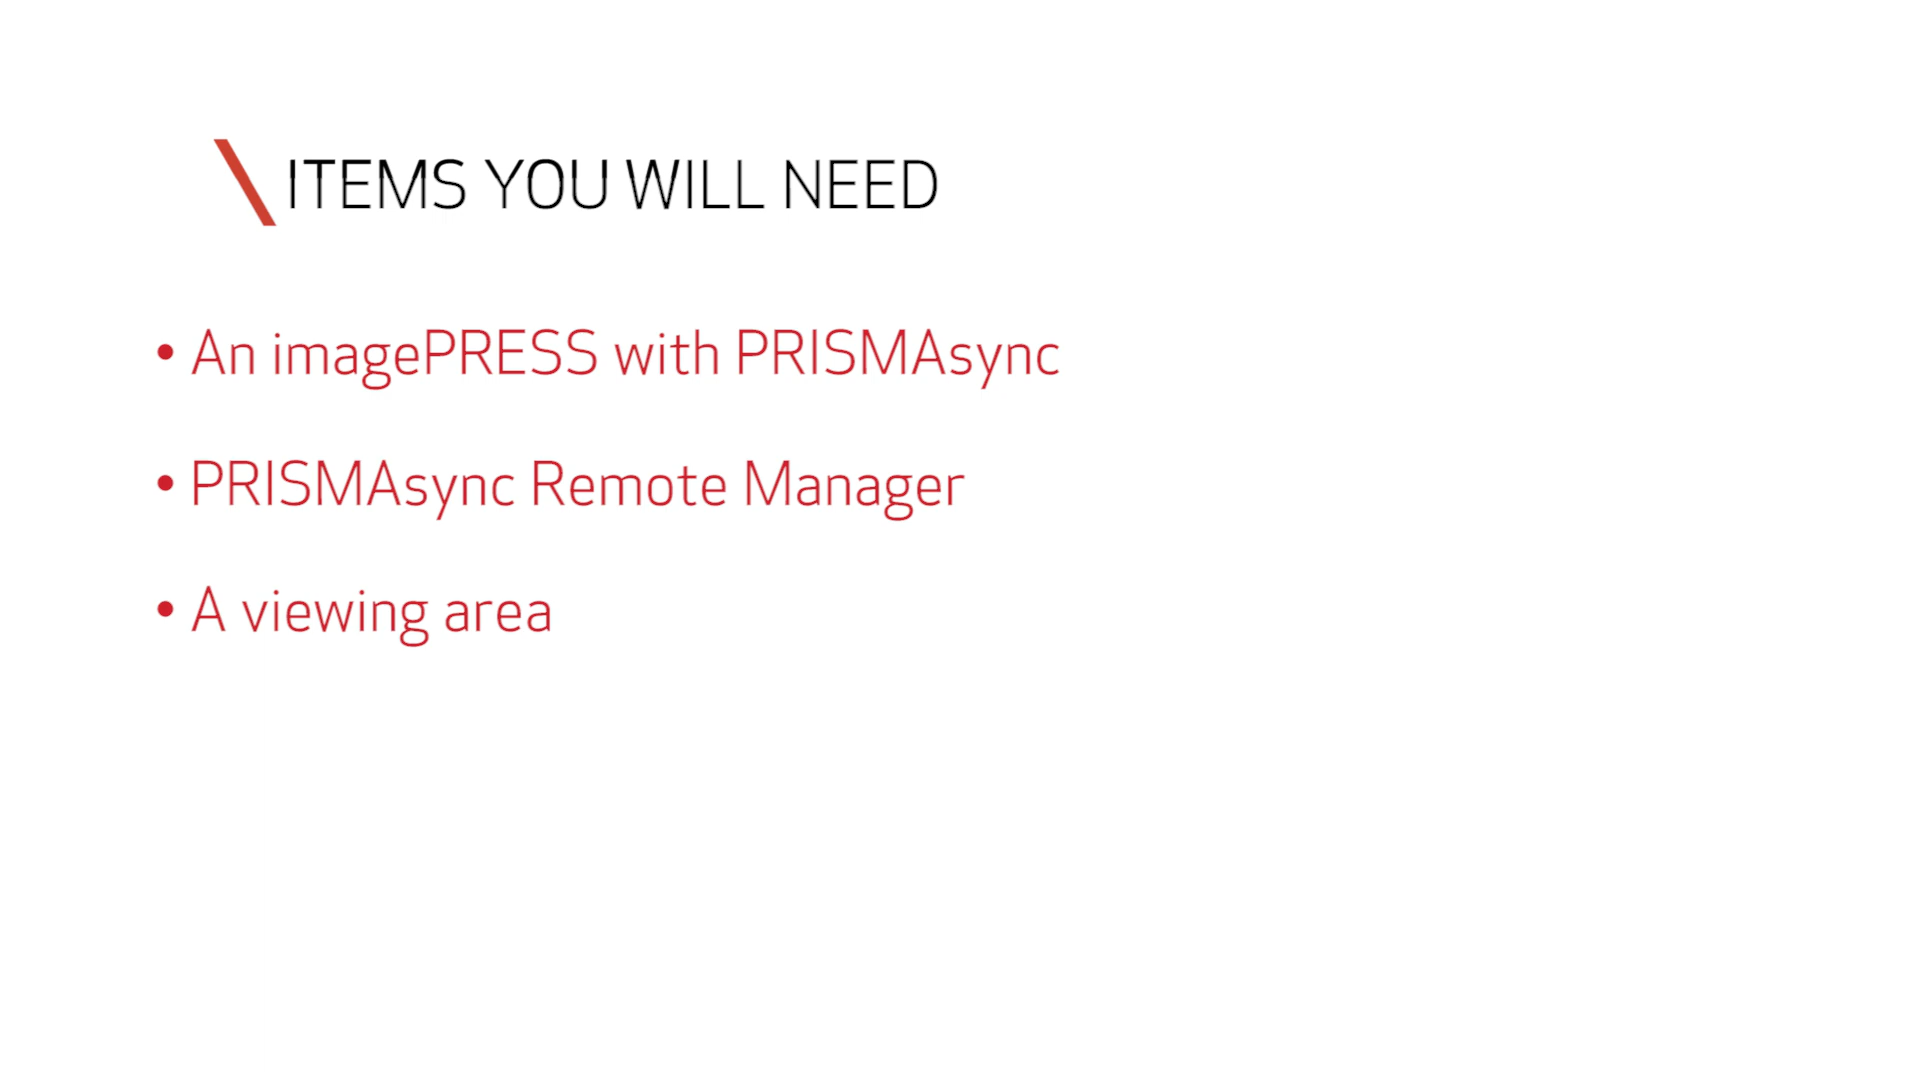 ITEMS YOU WILL NEED
• An imagePRESS with PRISMAsync
• PRISMAsync Remote Manager
• A viewing area